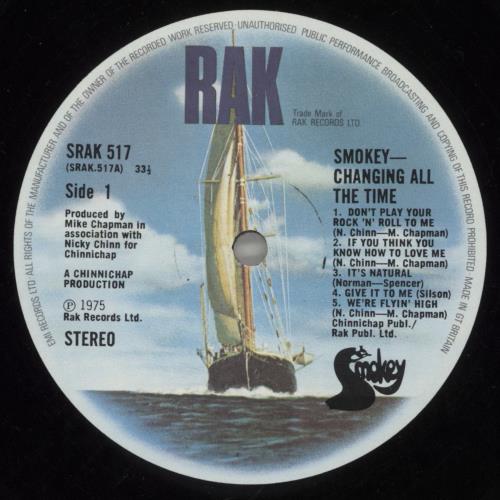 EMI RECORDS LTD ALL RIGHTS OF THE MANUFACTURER AND OF THE OWNER OF THE RECORDED WORK RESERVED · UNAUTHORISED PUBLIC PERFORMANCE BROADCASTING AND COPYING OF THIS RECORD PROHIBITED MADE IN GT BRITAIN
RAK
Trade Mark of
RAK RECORDS LTD.
SRAK 517
(SRAK.517A) 33⅓
Side 1
Produced by
Mike Chapman in
association with
Nicky Chinn for
Chinnichap
A CHINNICHAP
PRODUCTION
Ⓟ 1975
Rak Records Ltd.
STEREO
SMOKEY—
CHANGING ALL
THE TIME
1. DON'T PLAY YOUR
ROCK 'N' ROLL TO ME
(N. Chinn—M. Chapman)
2. IF YOU THINK YOU
KNOW HOW TO LOVE ME
(N. Chinn—M. Chapman)
3. IT'S NATURAL
(Norman—Spencer)
4. GIVE IT TO ME (Silson)
5. WE'RE FLYIN' HIGH
(N. Chinn—M. Chapman)
Chinnichap Publ./
Rak Publ. Ltd.
Smokey